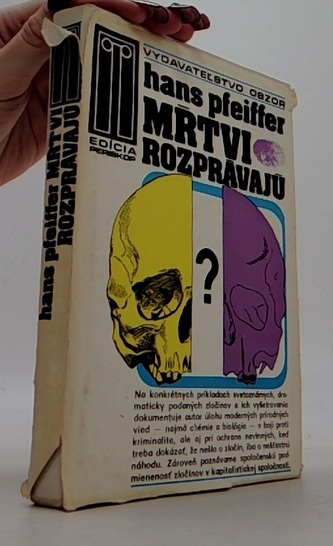 VYDAVATEĽSTVO OBZOR
hans pfeiffer
MŔTVI
ROZPRÁVAJÚ
EDÍCIA
PERISKOP
hans pfeiffer MŔTVI
ROZPRÁVAJÚ
?
Na konkrétnych príkladoch svetoznámych, dra-
maticky podaných zločinov a ich vyšetrovania
dokumentuje autor úlohu moderných prírodných
vied — najmä chémie a biológie — v boji proti
kriminalite, ale aj pri ochrane nevinných, keď
treba dokázať, že nešlo o zločin, iba o nešťastnú
náhodu. Zároveň poznávame spoločenskú pod-
mienenosť zločinov v kapitalistickej spoločnosti.